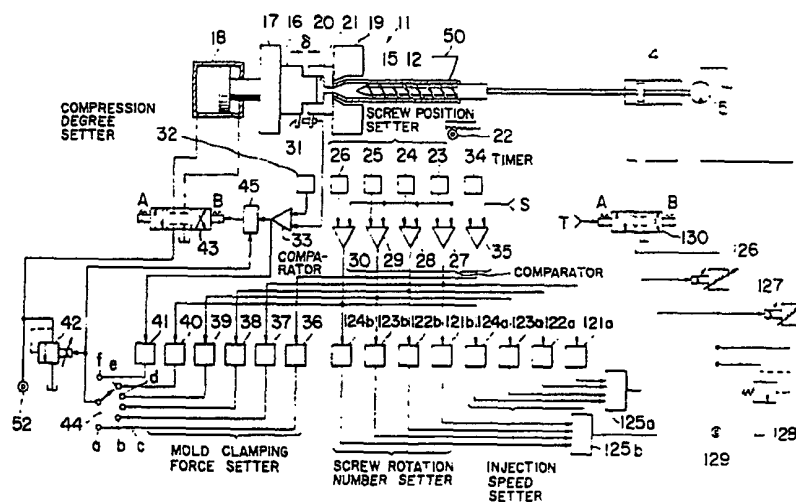 17 16 δ 20 21 19 11
18
15 12 50 4
5
COMPRESSION
DEGREE
SETTER
SCREW POSITION
SETTER
22
32
31
26 25 24 23 34 TIMER
A B 45
S
A B
T
43
33
30 29 28 27 35
130
COMPA-
RATOR
COMPARATOR
126
127
42
41 40 39 38 37 36
124b 123b 122b 121b 124a 123a 122a 121a
f e d
52
44
a b c
MOLD CLAMPING
FORCE SETTER
SCREW ROTATION
NUMBER SETTER
INJECTION
SPEED
SETTER
125a
125b
129
128